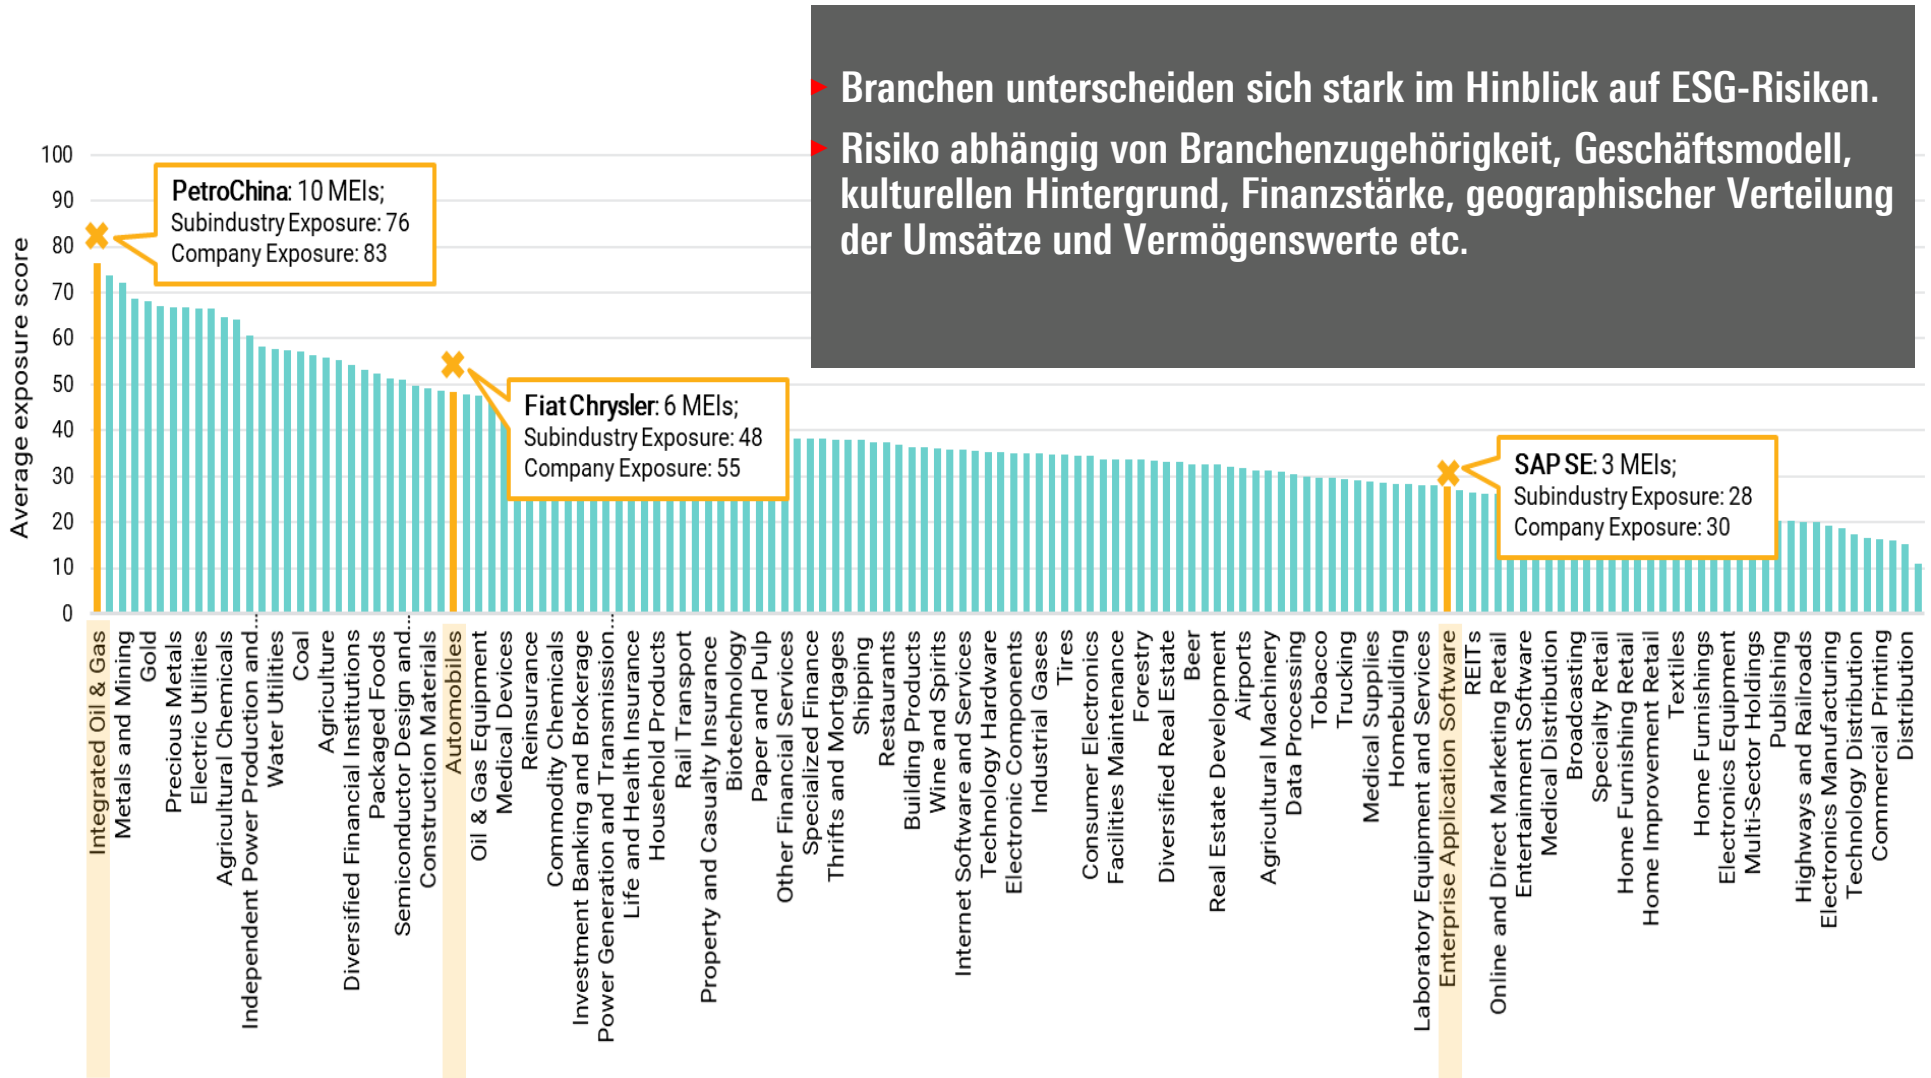 Branchen unterscheiden sich stark im Hinblick auf ESG-Risiken.
Risiko abhängig von Branchenzugehörigkeit, Geschäftsmodell,
kulturellen Hintergrund, Finanzstärke, geographischer Verteilung
der Umsätze und Vermögenswerte etc.
Average exposure score
100
90
80
70
60
50
40
30
20
10
0
PetroChina: 10 MEIs;
Subindustry Exposure: 76
Company Exposure: 83
Fiat Chrysler: 6 MEIs;
Subindustry Exposure: 48
Company Exposure: 55
SAP SE: 3 MEIs;
Subindustry Exposure: 28
Company Exposure: 30
Integrated Oil & Gas
Metals and Mining
Gold
Precious Metals
Electric Utilities
Agricultural Chemicals
Independent Power Production and...
Water Utilities
Coal
Agriculture
Diversified Financial Institutions
Packaged Foods
Semiconductor Design and...
Construction Materials
Automobiles
Oil & Gas Equipment
Medical Devices
Reinsurance
Commodity Chemicals
Investment Banking and Brokerage
Power Generation and Transmission...
Life and Health Insurance
Household Products
Rail Transport
Property and Casualty Insurance
Biotechnology
Paper and Pulp
Other Financial Services
Specialized Finance
Thrifts and Mortgages
Shipping
Restaurants
Building Products
Wine and Spirits
Internet Software and Services
Technology Hardware
Electronic Components
Industrial Gases
Tires
Consumer Electronics
Facilities Maintenance
Forestry
Diversified Real Estate
Beer
Real Estate Development
Airports
Agricultural Machinery
Data Processing
Tobacco
Trucking
Medical Supplies
Homebuilding
Laboratory Equipment and Services
Enterprise Application Software
REITs
Online and Direct Marketing Retail
Entertainment Software
Medical Distribution
Broadcasting
Specialty Retail
Home Furnishing Retail
Home Improvement Retail
Textiles
Home Furnishings
Electronics Equipment
Multi-Sector Holdings
Publishing
Highways and Railroads
Electronics Manufacturing
Technology Distribution
Commercial Printing
Distribution